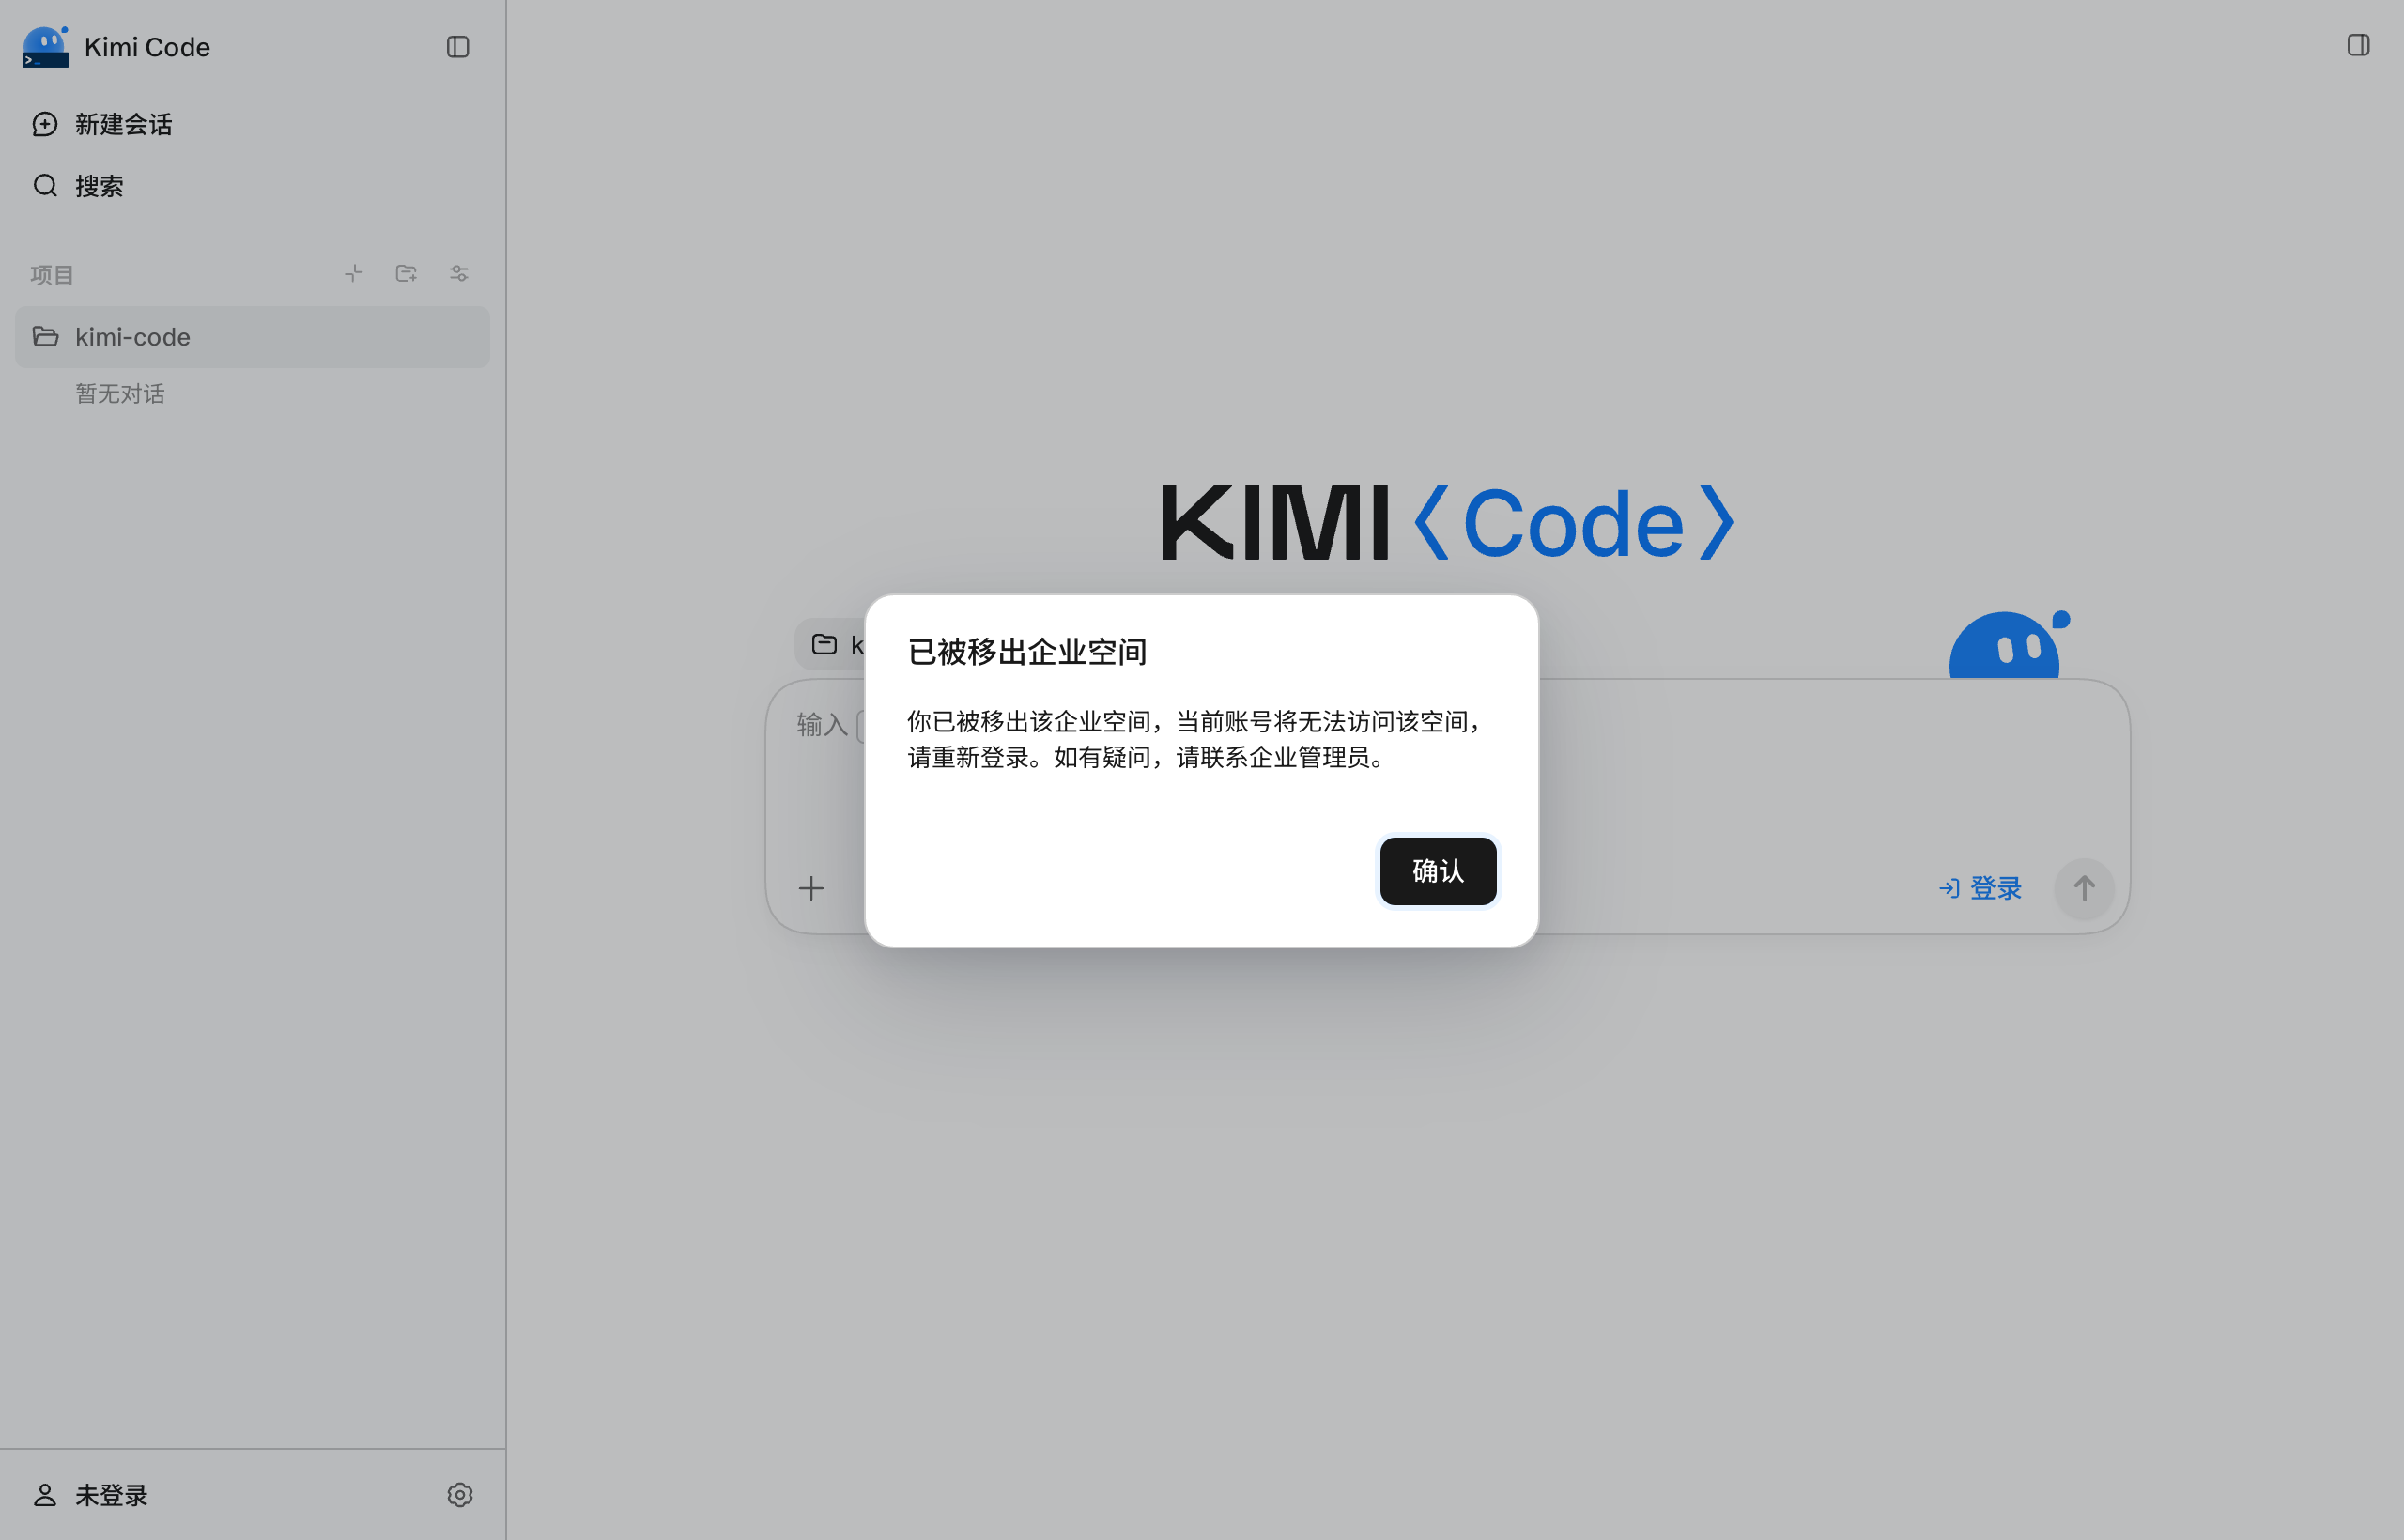 Kimi Code
新建会话
搜索
项目
kimi-code
暂无对话
KIMI〈Code〉
k
输入
已被移出企业空间
你已被移出该企业空间，当前账号将无法访问该空间，
请重新登录。如有疑问，请联系企业管理员。
确认
登录
未登录